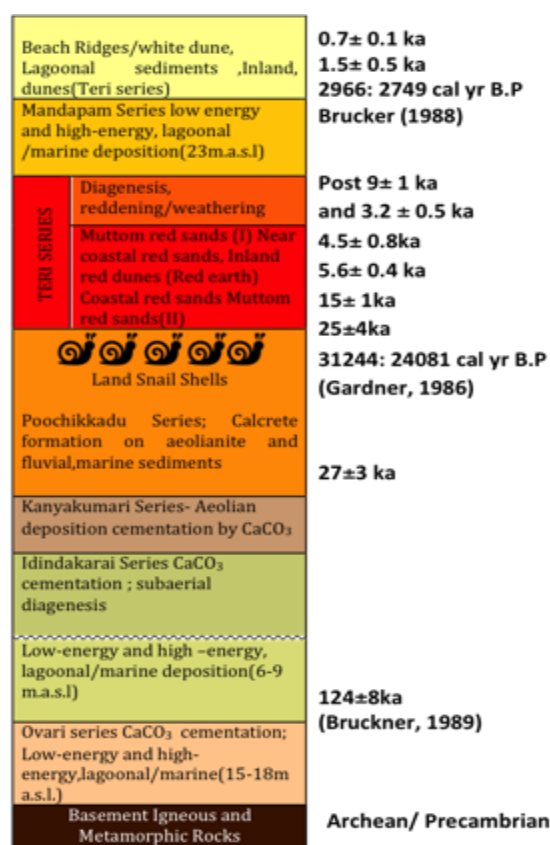 Beach Ridges/white dune,
Lagoonal sediments ,Inland,
dunes(Teri series)
0.7± 0.1 ka
1.5± 0.5 ka
2966: 2749 cal yr B.P
Brucker (1988)
Mandapam Series low energy
and high-energy, lagoonal
/marine deposition(23m.a.s.l)
TERI SERIES
Diagenesis,
reddening/weathering
Post 9± 1 ka
and 3.2 ± 0.5 ka
Muttom red sands (I) Near
coastal red sands, Inland
red dunes (Red earth)
Coastal red sands Muttom
red sands(II)
4.5± 0.8ka
5.6± 0.4 ka
15± 1ka
25±4ka
31244: 24081 cal yr B.P
(Gardner, 1986)
Land Snail Shells
Poochikkadu Series; Calcrete
formation on aeolianite and
fluvial,marine sediments
27±3 ka
Kanyakumari Series- Aeolian
deposition cementation by CaCO₃
Idindakarai Series CaCO₃
cementation ; subaerial
diagenesis
Low-energy and high –energy,
lagoonal/marine deposition(6-9
m.a.s.l)
124±8ka
(Bruckner, 1989)
Ovari series CaCO₃ cementation;
Low-energy and high-
energy,lagoonal/marine(15-18m
a.s.l.)
Basement Igneous and
Metamorphic Rocks
Archean/ Precambrian